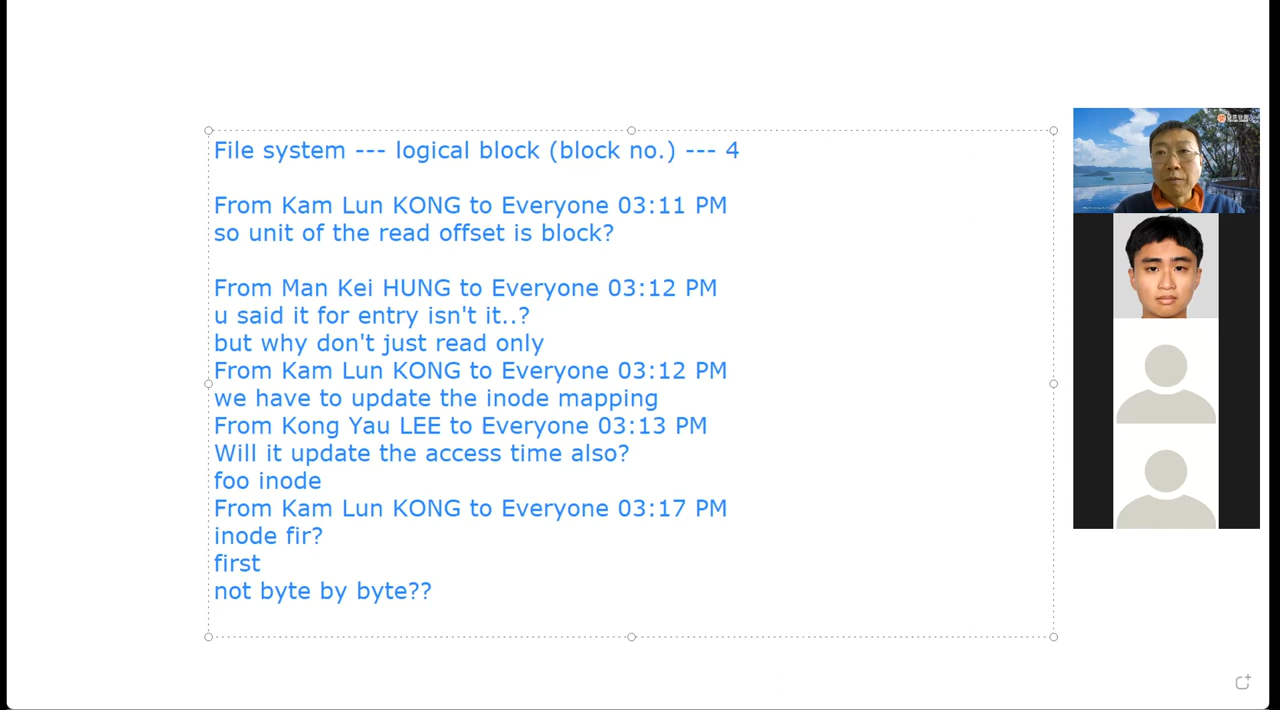 File system --- logical block (block no.) --- 4
From Kam Lun KONG to Everyone 03:11 PM
so unit of the read offset is block?
From Man Kei HUNG to Everyone 03:12 PM
u said it for entry isn't it..?
but why don't just read only
From Kam Lun KONG to Everyone 03:12 PM
we have to update the inode mapping
From Kong Yau LEE to Everyone 03:13 PM
Will it update the access time also?
foo inode
From Kam Lun KONG to Everyone 03:17 PM
inode fir?
first
not byte by byte??